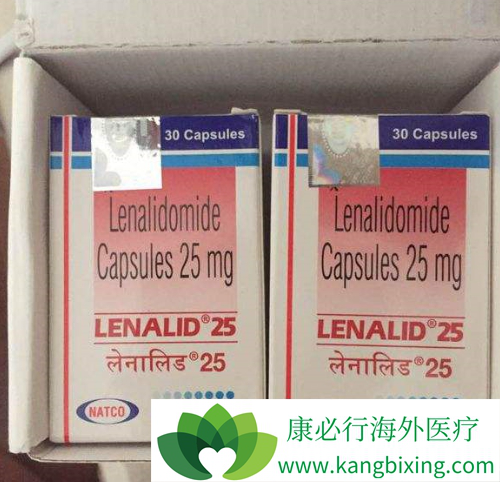 30 Capsules
Lenalidomide
Capsules 25 mg
LENALID® 25
लेनालिड® 25
NATCO
30 Capsules
Lenalidomide
Capsules 25 mg
LENALID® 25
लेनालिड® 25
康必行海外医疗
www.kangbixing.com